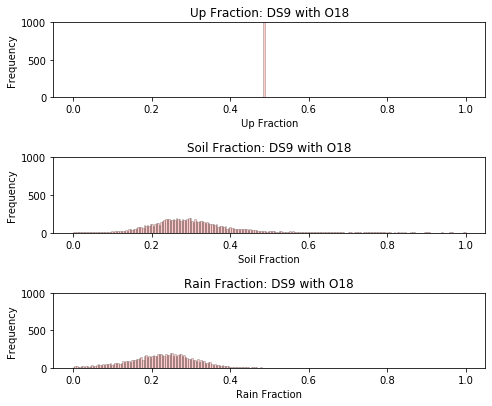 Up Fraction: DS9 with O18
1000
500
0
Frequency
0.0 0.2 0.4 0.6 0.8 1.0
Up Fraction
Soil Fraction: DS9 with O18
1000
500
0
Frequency
0.0 0.2 0.4 0.6 0.8 1.0
Soil Fraction
Rain Fraction: DS9 with O18
1000
500
0
Frequency
0.0 0.2 0.4 0.6 0.8 1.0
Rain Fraction